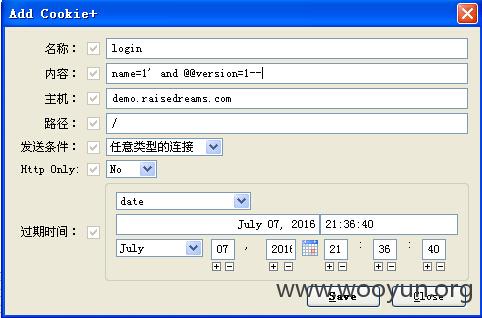 Add Cookie+
名称： login
内容： name=1' and @@version=1--
主机： demo.raisedreams.com
路径： /
发送条件： 任意类型的连接
Http Only: No
date
July 07, 2016 21:36:40
过期时间：
July 07 , 2016 21 : 36 : 40
Save Close
www.wooyun.org